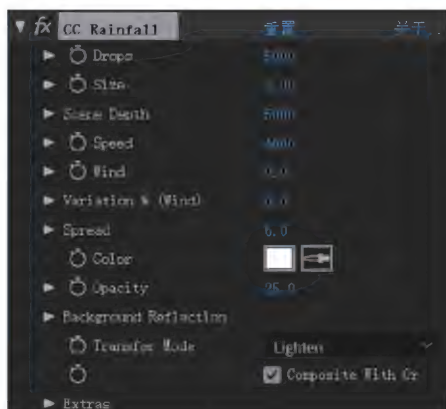 fx CC Rainfall 重置 关于...
Drops 5000
Size 3.00
Scene Depth 5000
Speed 4000
Wind 0.0
Variation % (Wind) 0.0
Spread 6.0
Color
Opacity 25.0
Background Reflection
Transfer Mode Lighten
Composite With Or
Extras